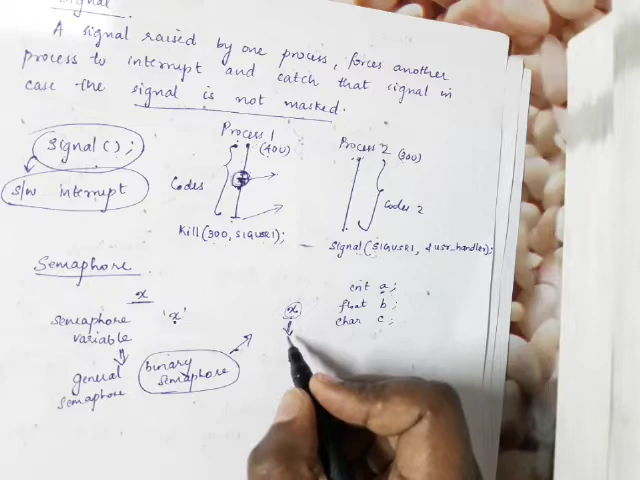 Signal
A signal raised by one process, forces another
process to interrupt and catch that signal in
case the signal is not masked.
Signal();
s/w interrupt
Process 1
(400)
Codes
Kill(300, SIGUSR1);
Process 2
(300)
Codes 2
Signal(SIGUSR1, &usr_handler);
Semaphore
x
semaphore 'x'
variable
general
semaphore
binary
semaphore
x
int a;
float b;
char c;